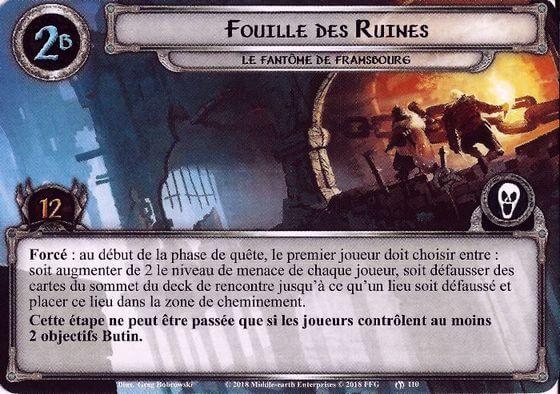 2B
FOUILLE DES RUINES
LE FANTÔME DE FRAMSBOURG
12
Forcé : au début de la phase de quête, le premier joueur doit choisir entre :
soit augmenter de 2 le niveau de menace de chaque joueur, soit défausser des
cartes du sommet du deck de rencontre jusqu'à ce qu'un lieu soit défaussé et
placer ce lieu dans la zone de cheminement.
Cette étape ne peut être passée que si les joueurs contrôlent au moins
2 objectifs Butin.
Illus. Greg Bobrowski © 2018 Middle-earth Enterprises © 2018 FFG 110